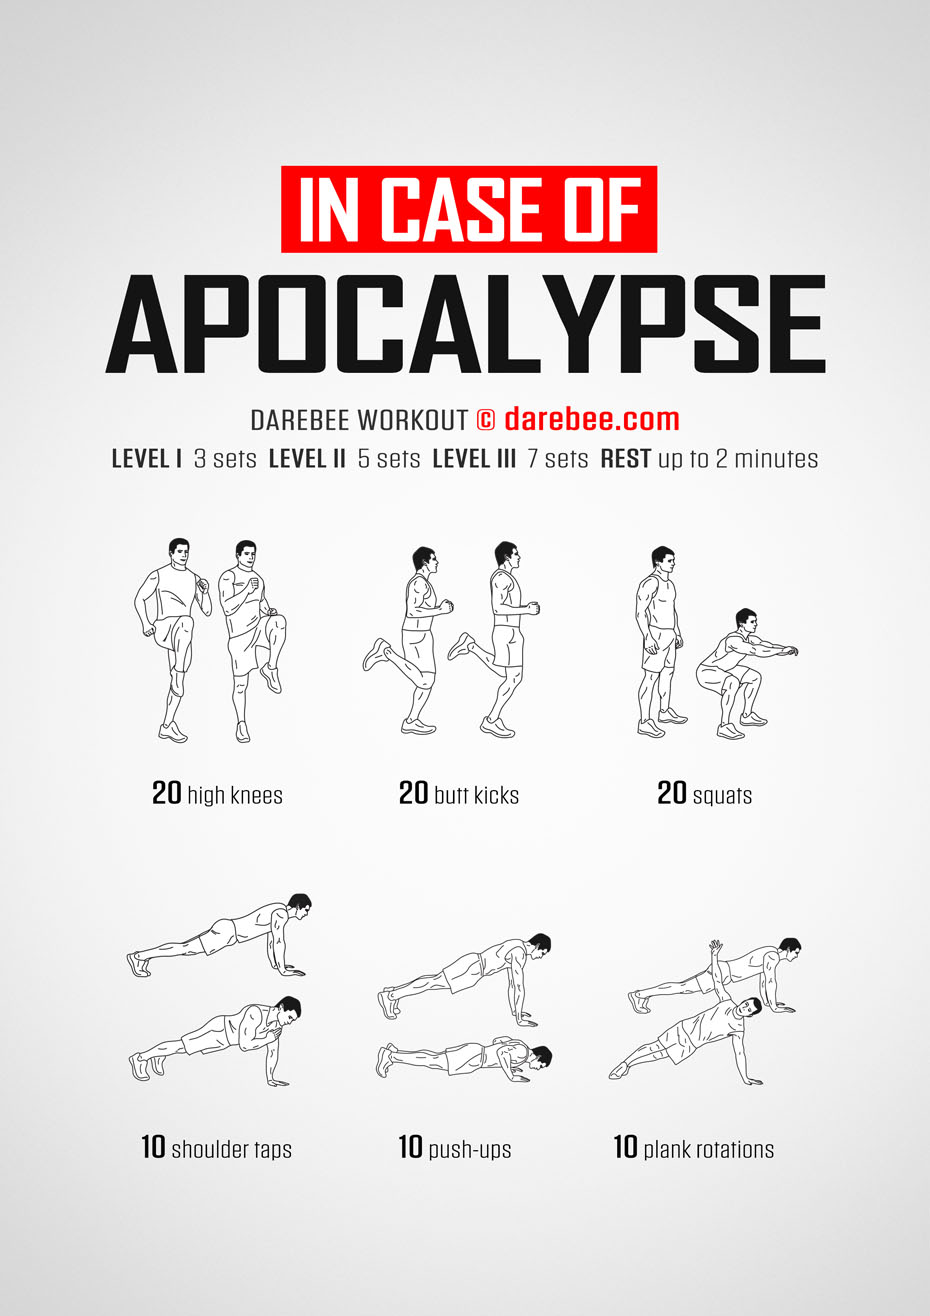 IN CASE OF
APOCALYPSE
DAREBEE WORKOUT © darebee.com
LEVEL I 3 sets LEVEL II 5 sets LEVEL III 7 sets REST up to 2 minutes
20 high knees
20 butt kicks
20 squats
10 shoulder taps
10 push-ups
10 plank rotations